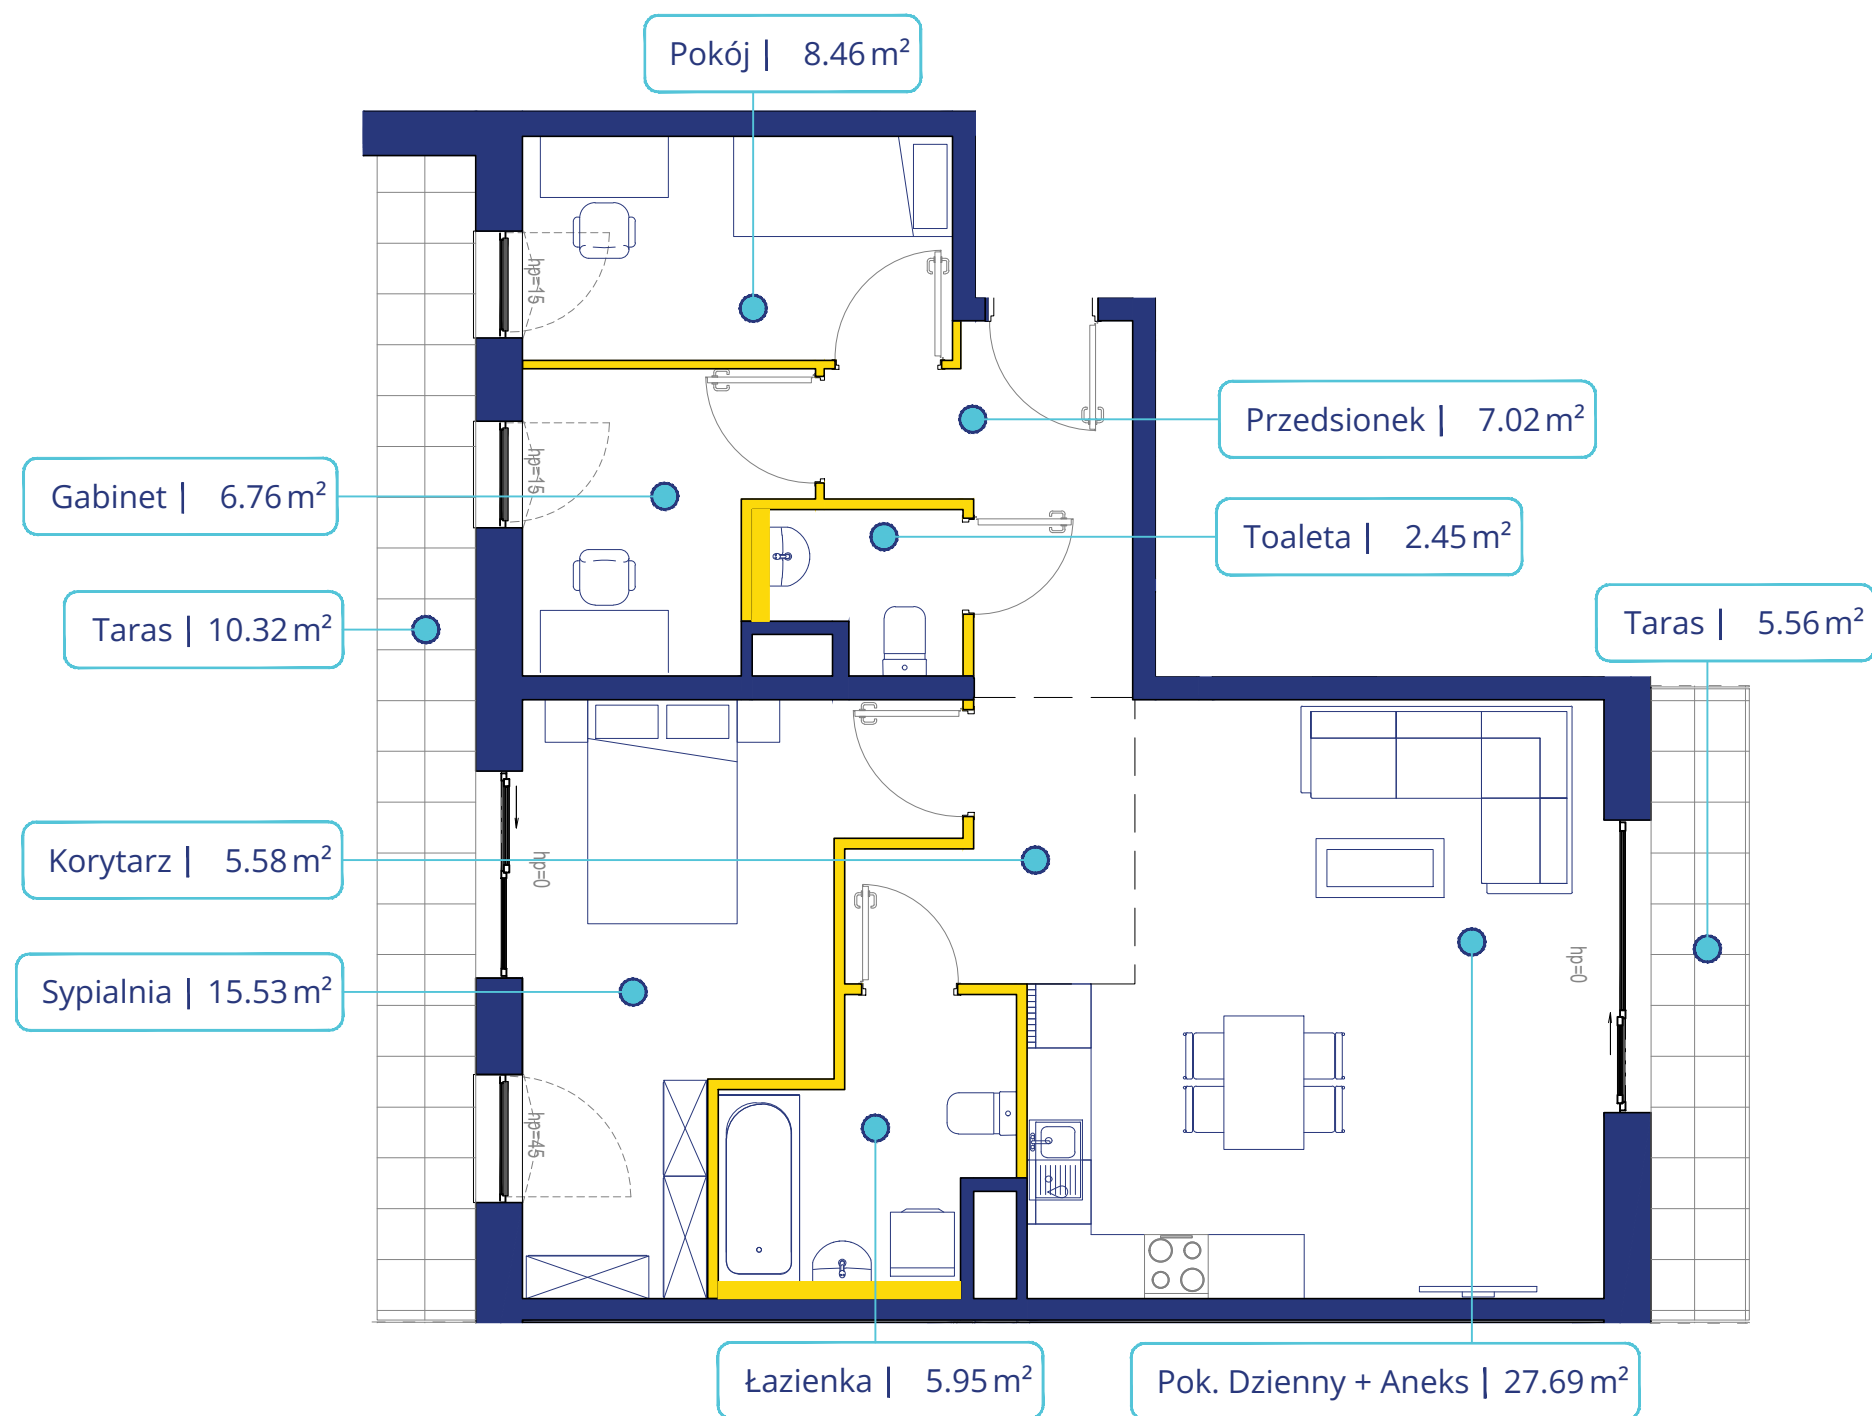 Pokój | 8.46 m²
hp=15
Przedsionek | 7.02 m²
Gabinet | 6.76 m²
hp=15
Toaleta | 2.45 m²
Taras | 10.32 m²
Taras | 5.56 m²
Korytarz | 5.58 m²
hp=0
hp=0
Sypialnia | 15.53 m²
hp=45
Łazienka | 5.95 m²
Pok. Dzienny + Aneks | 27.69 m²